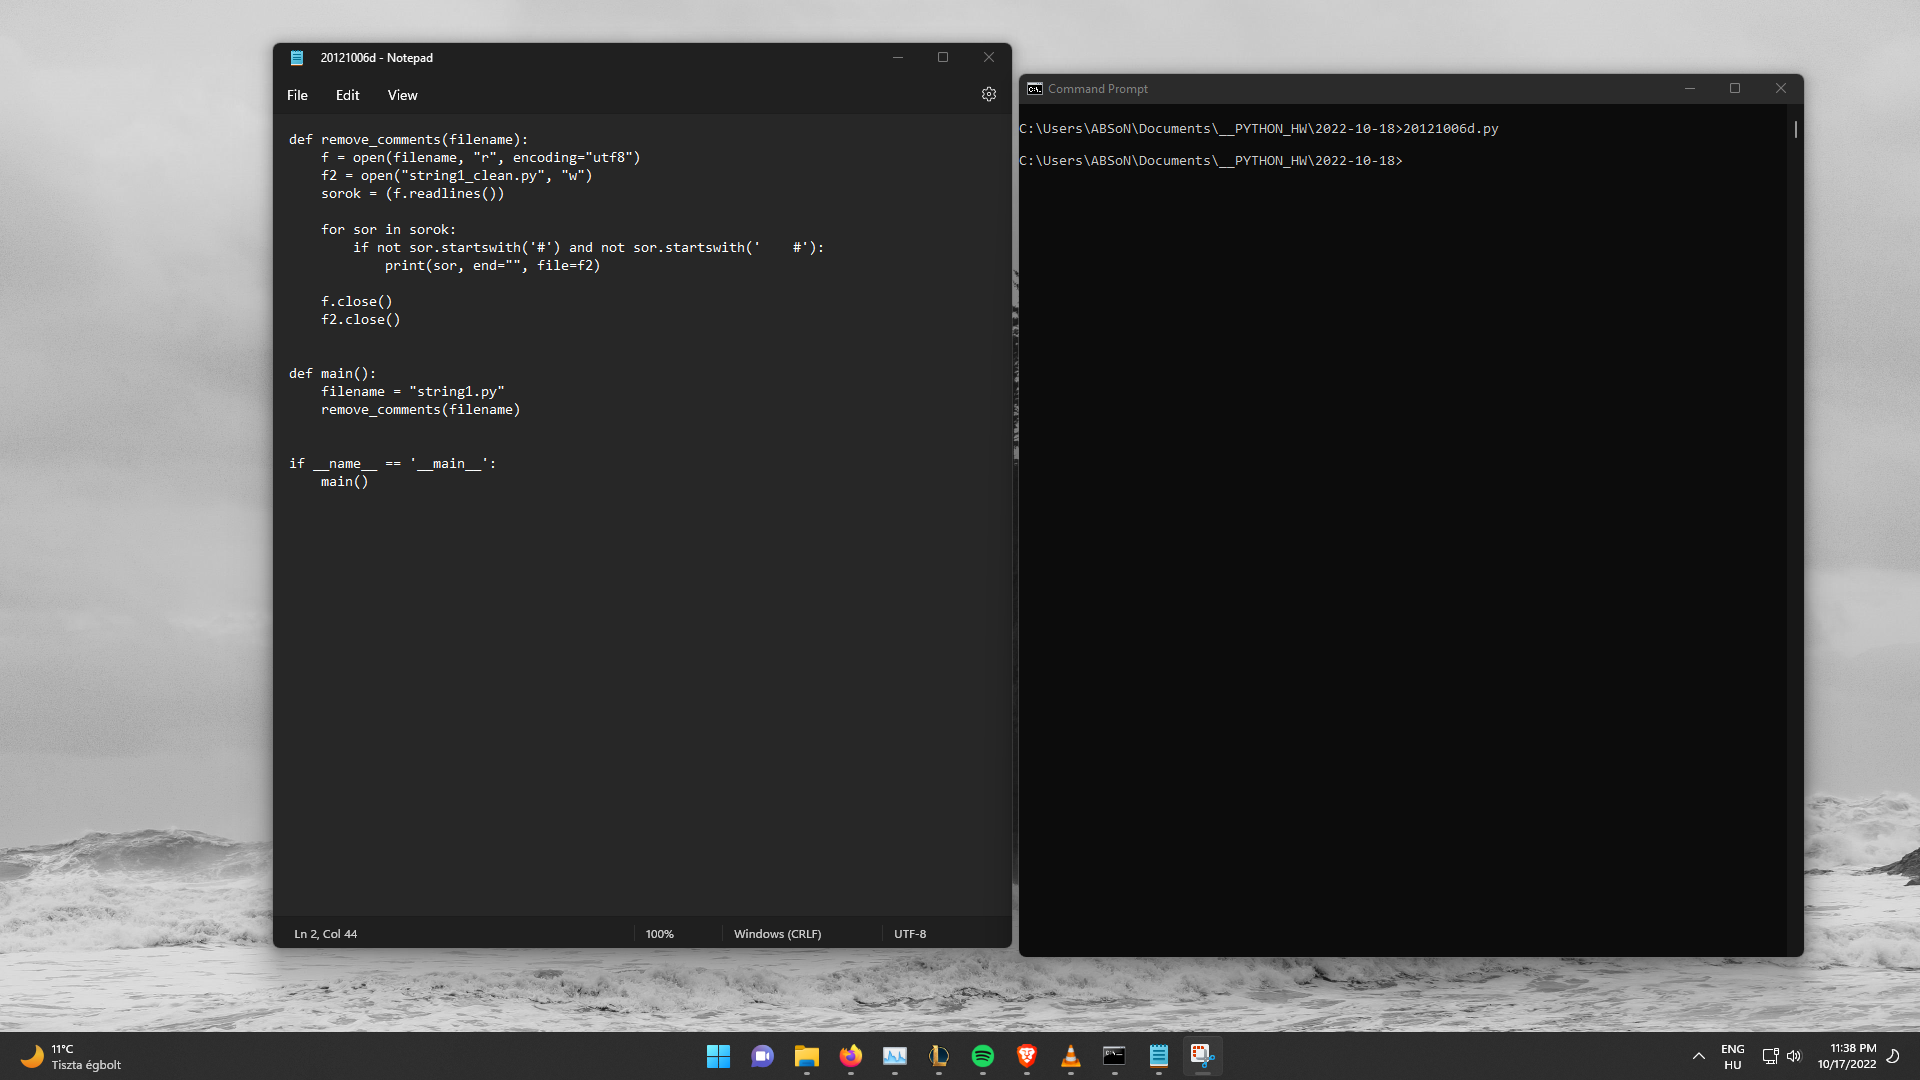 20121006d - Notepad
File Edit View
def remove_comments(filename):
    f = open(filename, "r", encoding="utf8")
    f2 = open("string1_clean.py", "w")
    sorok = (f.readlines())

    for sor in sorok:
        if not sor.startswith('#') and not sor.startswith('    #'):
            print(sor, end="", file=f2)

    f.close()
    f2.close()


def main():
    filename = "string1.py"
    remove_comments(filename)


if __name__ == '__main__':
    main()
Ln 2, Col 44 100% Windows (CRLF) UTF-8
Command Prompt
C:\Users\ABSoN\Documents\__PYTHON_HW\2022-10-18>20121006d.py
C:\Users\ABSoN\Documents\__PYTHON_HW\2022-10-18>
11°C
Tiszta égbolt
ENG
HU
11:38 PM
10/17/2022